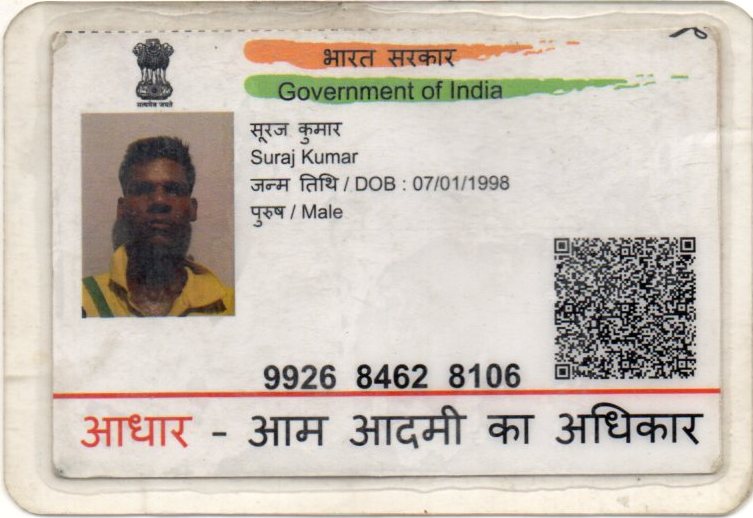 भारत सरकार
Government of India
सत्यमेव जयते
सूरज कुमार
Suraj Kumar
जन्म तिथि / DOB : 07/01/1998
पुरुष / Male
9926 8462 8106
आधार - आम आदमी का अधिकार